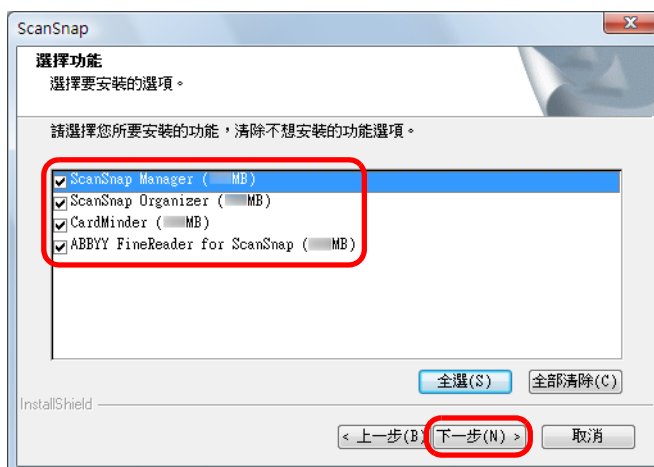 ScanSnap
選擇功能
選擇要安裝的選項。
請選擇您所要安裝的功能，清除不想安裝的功能選項。
ScanSnap Manager ( MB)
ScanSnap Organizer ( MB)
CardMinder ( MB)
ABBYY FineReader for ScanSnap ( MB)
全選(S) 全部清除(C)
InstallShield
< 上一步(B) 下一步(N) > 取消